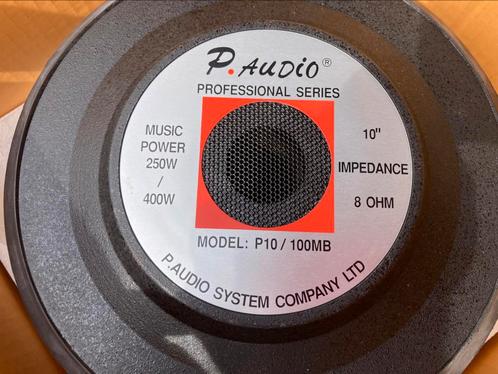 P.AUDIO®
PROFESSIONAL SERIES
MUSIC
POWER
250W
/
400W
10"
IMPEDANCE
8 OHM
MODEL: P10 / 100MB
P.AUDIO SYSTEM COMPANY LTD